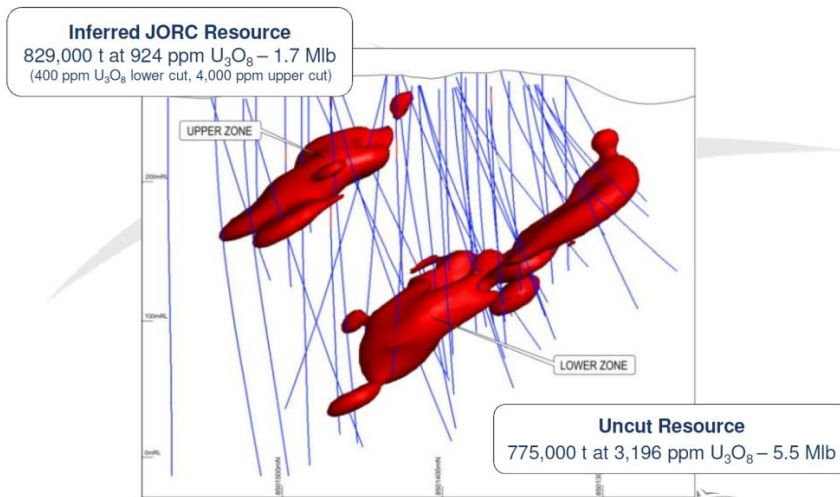 Inferred JORC Resource
829,000 t at 924 ppm U₃O₈ – 1.7 Mlb
(400 ppm U₃O₈ lower cut, 4,000 ppm upper cut)
UPPER ZONE
200mRL
100mRL
LOWER ZONE
Uncut Resource
775,000 t at 3,196 ppm U₃O₈ – 5.5 Mlb
0mRL
8501500mN
8501400mN